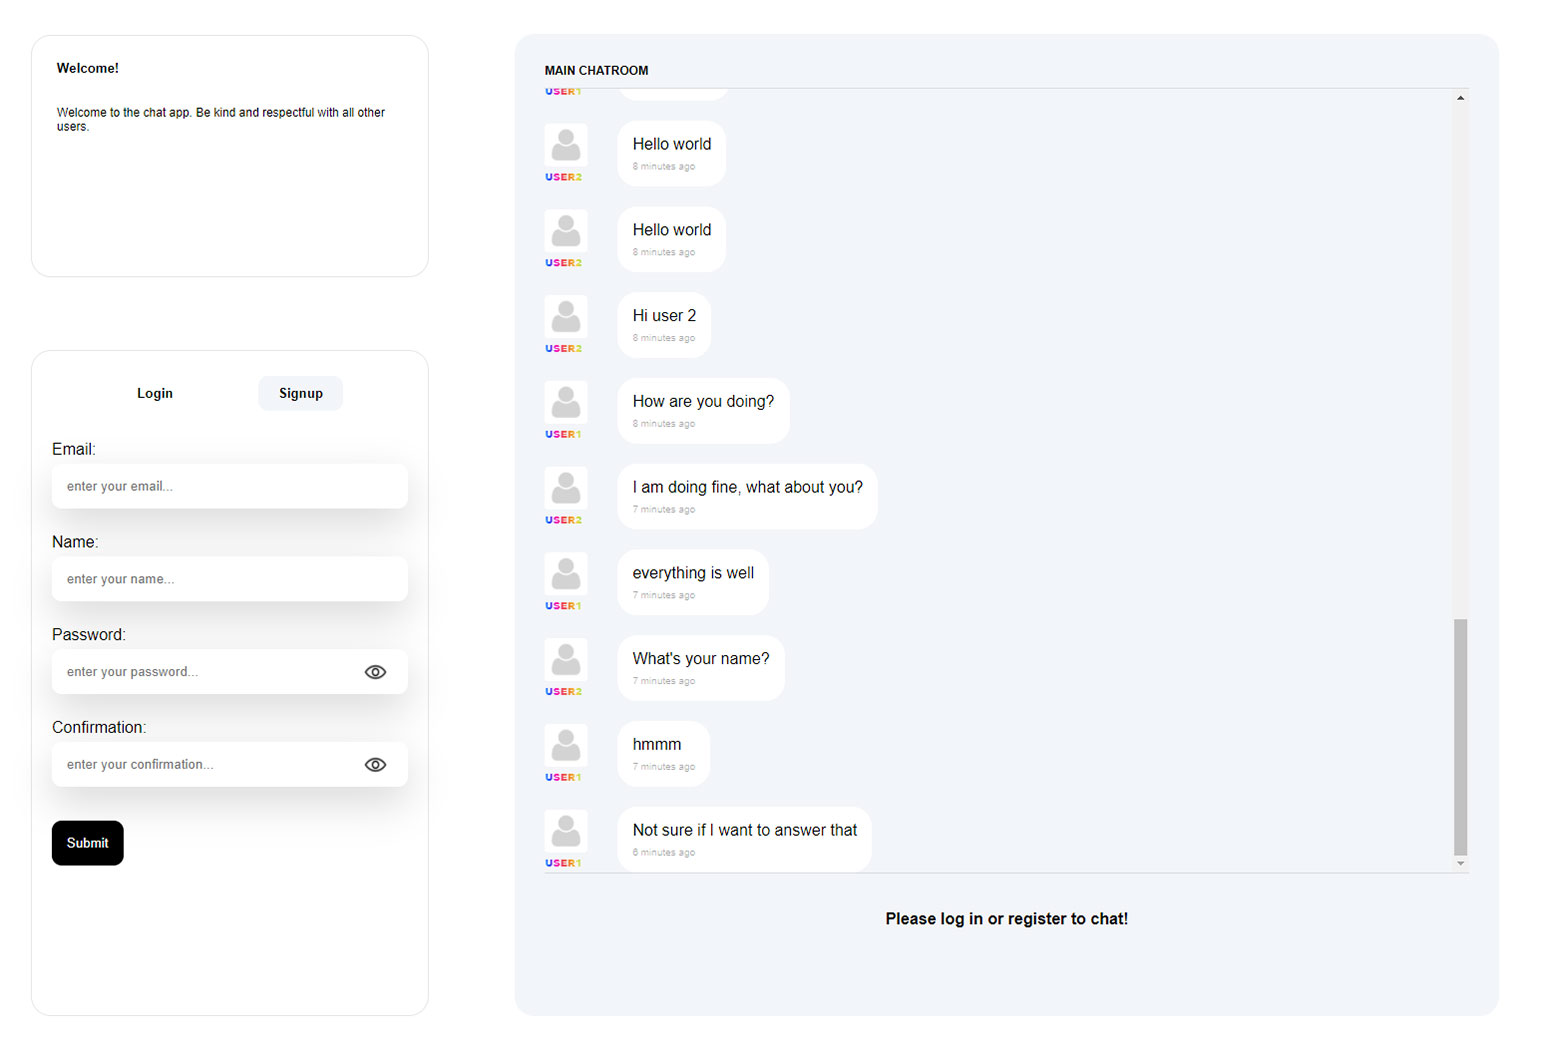 Welcome!
Welcome to the chat app. Be kind and respectful with all other
users.
Login
Signup
Email:
enter your email...
Name:
enter your name...
Password:
enter your password...
Confirmation:
enter your confirmation...
Submit
MAIN CHATROOM
USER1
Hello world
8 minutes ago
USER2
Hello world
8 minutes ago
USER2
Hi user 2
8 minutes ago
USER2
How are you doing?
8 minutes ago
USER1
I am doing fine, what about you?
7 minutes ago
USER2
everything is well
7 minutes ago
USER1
What's your name?
7 minutes ago
USER2
hmmm
7 minutes ago
USER1
Not sure if I want to answer that
6 minutes ago
USER1
Please log in or register to chat!